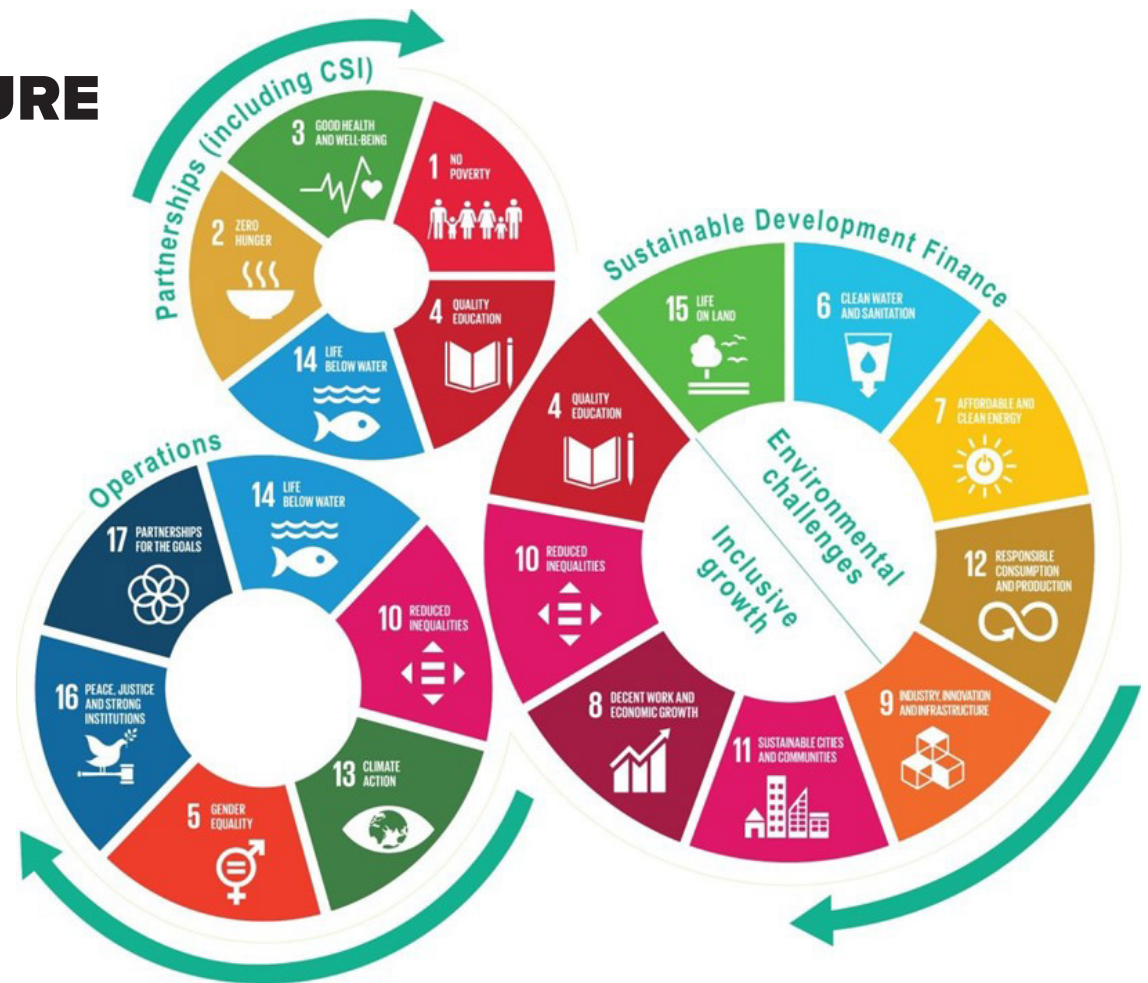 URE
Partnerships (including CSI)
3 GOOD HEALTH
AND WELL-BEING
1 NO
POVERTY
2 ZERO
HUNGER
4 QUALITY
EDUCATION
14 LIFE
BELOW WATER
Sustainable Development Finance
15 LIFE
ON LAND
6 CLEAN WATER
AND SANITATION
4 QUALITY
EDUCATION
7 AFFORDABLE AND
CLEAN ENERGY
Environmental
challenges
Inclusive
growth
10 REDUCED
INEQUALITIES
12 RESPONSIBLE
CONSUMPTION
AND PRODUCTION
8 DECENT WORK AND
ECONOMIC GROWTH
9 INDUSTRY, INNOVATION
AND INFRASTRUCTURE
11 SUSTAINABLE CITIES
AND COMMUNITIES
Operations
17 PARTNERSHIPS
FOR THE GOALS
14 LIFE
BELOW WATER
10 REDUCED
INEQUALITIES
16 PEACE, JUSTICE
AND STRONG
INSTITUTIONS
13 CLIMATE
ACTION
5 GENDER
EQUALITY